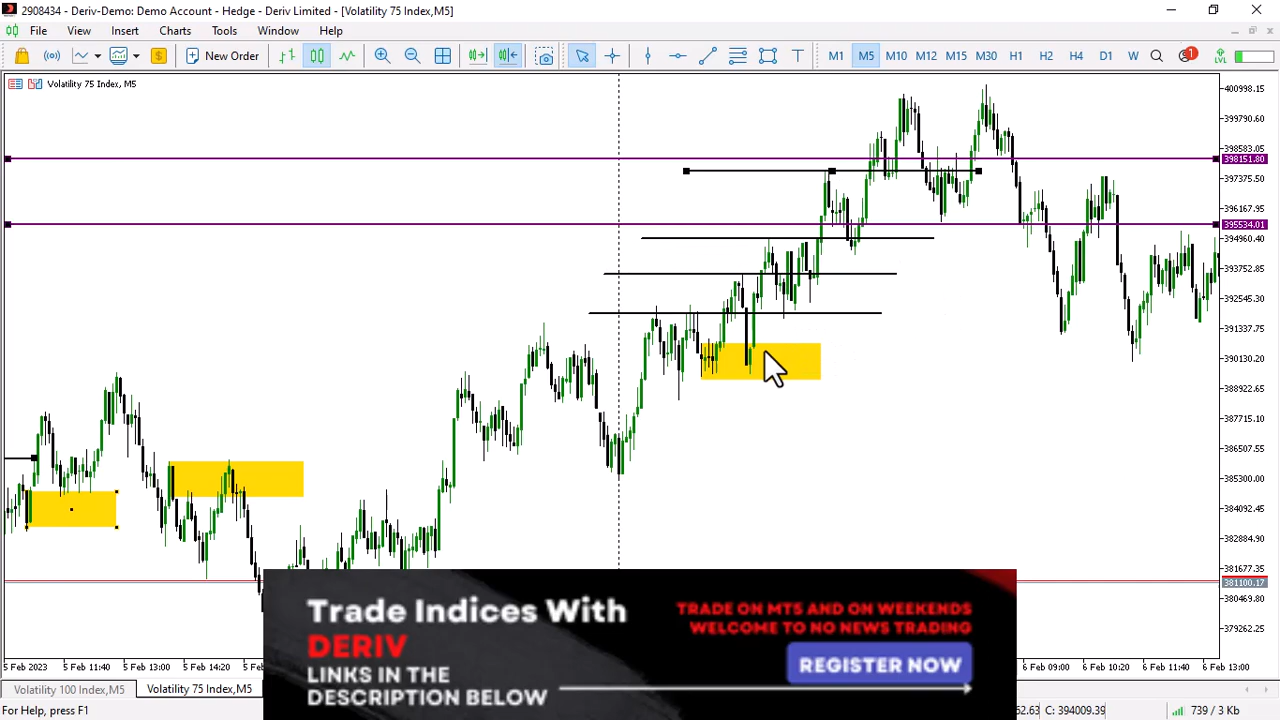 2908434 - Deriv-Demo: Demo Account - Hedge - Deriv Limited - [Volatility 75 Index,M5]
File View Insert Charts Tools Window Help
New Order M1 M5 M10 M12 M15 M30 H1 H2 H3 H4 D1 W 1 LVL
Volatility 75 Index, M5
400998.15
399790.60
398583.05
398151.80
397375.50
396167.95
395534.01
394960.40
393752.85
392545.30
391337.75
390130.20
388922.65
387715.10
386507.55
385300.00
384092.45
382884.90
381677.35
381100.17
380469.80
379262.25
Trade Indices With
DERIV
LINKS IN THE
DESCRIPTION BELOW
TRADE ON MT5 AND ON WEEKENDS
WELCOME TO NO NEWS TRADING
REGISTER NOW
5 Feb 2023 5 Feb 11:40 5 Feb 13:00 5 Feb 14:20 5 Feb 6 Feb 09:00 6 Feb 10:20 6 Feb 11:40 6 Feb 13:00
Volatility 100 Index,M5 Volatility 75 Index,M5
For Help, press F1 62.63 C: 394009.39 739 / 3 Kb